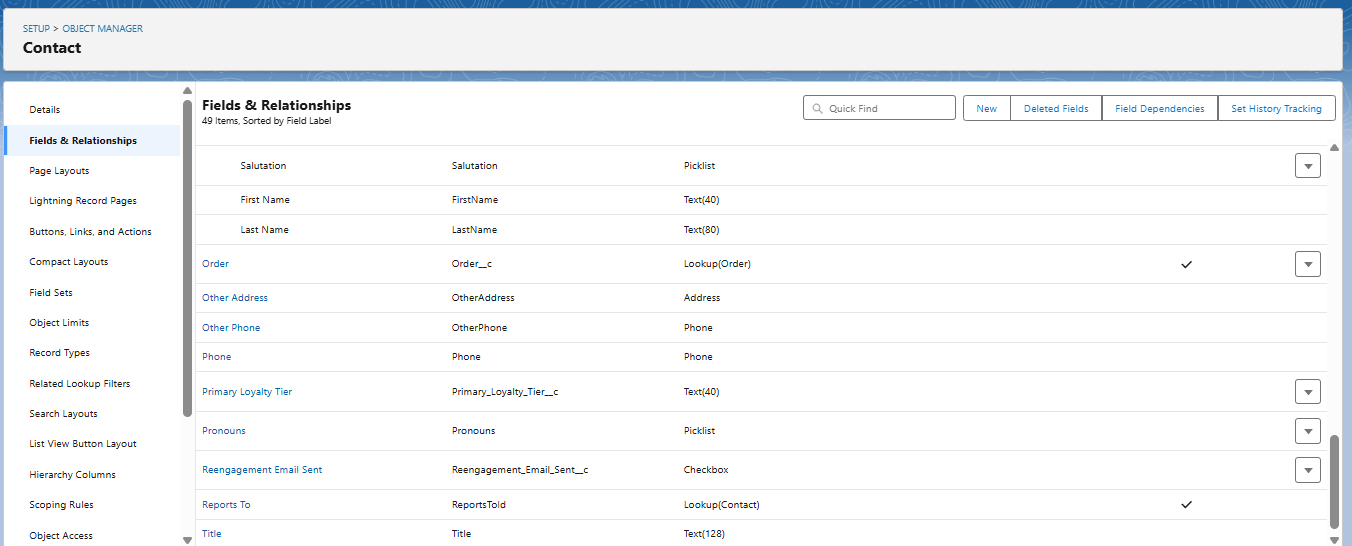 SETUP > OBJECT MANAGER
Contact
Details
Fields & Relationships
Page Layouts
Lightning Record Pages
Buttons, Links, and Actions
Compact Layouts
Field Sets
Object Limits
Record Types
Related Lookup Filters
Search Layouts
List View Button Layout
Hierarchy Columns
Scoping Rules
Object Access
Fields & Relationships
49 Items, Sorted by Field Label
Quick Find
New
Deleted Fields
Field Dependencies
Set History Tracking
Salutation Salutation Picklist
First Name FirstName Text(40)
Last Name LastName Text(80)
Order Order__c Lookup(Order)
Other Address OtherAddress Address
Other Phone OtherPhone Phone
Phone Phone Phone
Primary Loyalty Tier Primary_Loyalty_Tier__c Text(40)
Pronouns Pronouns Picklist
Reengagement Email Sent Reengagement_Email_Sent__c Checkbox
Reports To ReportsToId Lookup(Contact)
Title Title Text(128)